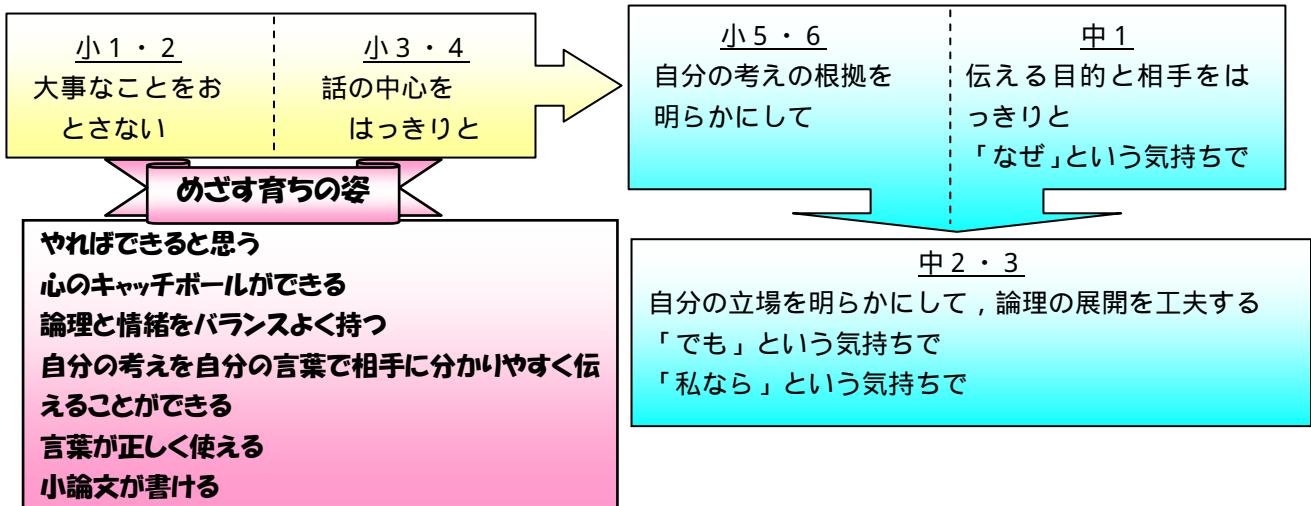 小1・2
大事なことをお
とさない
小3・4
話の中心を
はっきりと
小5・6
自分の考えの根拠を
明らかにして
中1
伝える目的と相手をは
っきりと
「なぜ」という気持ちで
めざす育ちの姿
やればできると思う
心のキャッチボールができる
論理と情緒をバランスよく持つ
自分の考えを自分の言葉で相手に分かりやすく伝
えることができる
言葉が正しく使える
小論文が書ける
中2・3
自分の立場を明らかにして,論理の展開を工夫する
「でも」という気持ちで
「私なら」という気持ちで